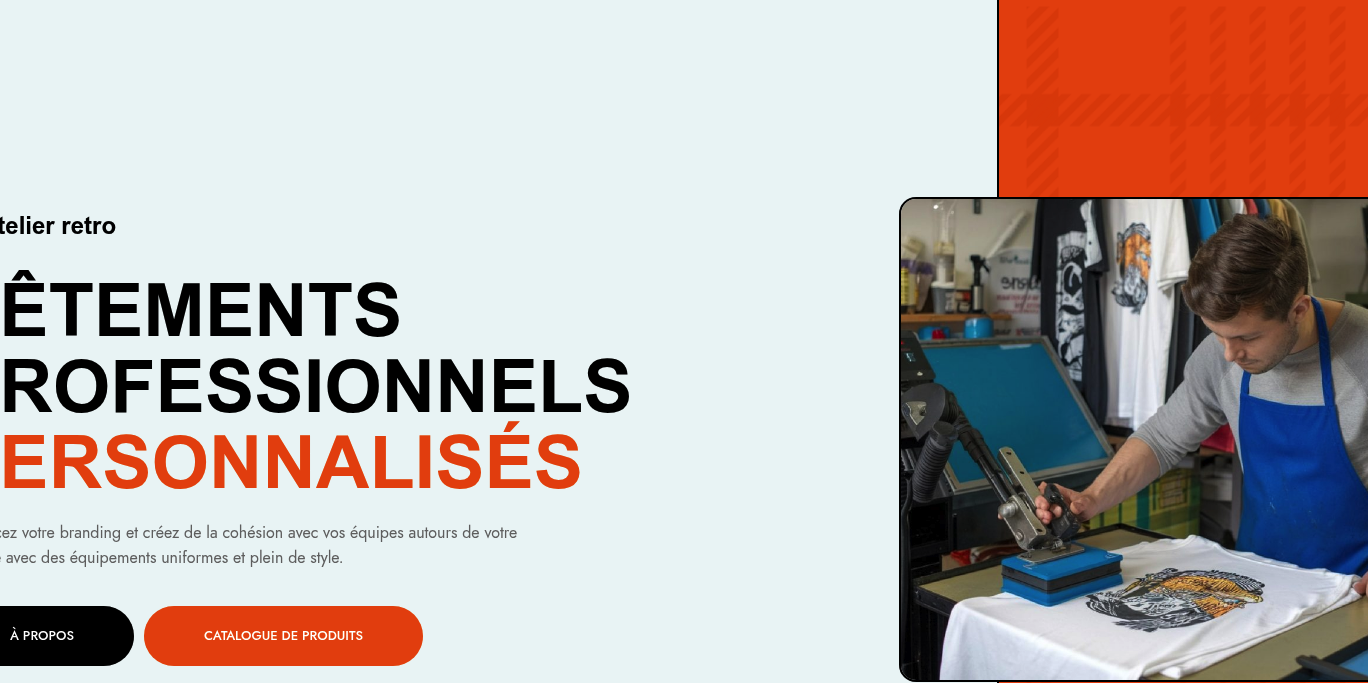 telier retro
ÊTEMENTS
ROFESSIONNELS
ERSONNALISÉS
cez votre branding et créez de la cohésion avec vos équipes autours de votre
e avec des équipements uniformes et plein de style.
À PROPOS
CATALOGUE DE PRODUITS